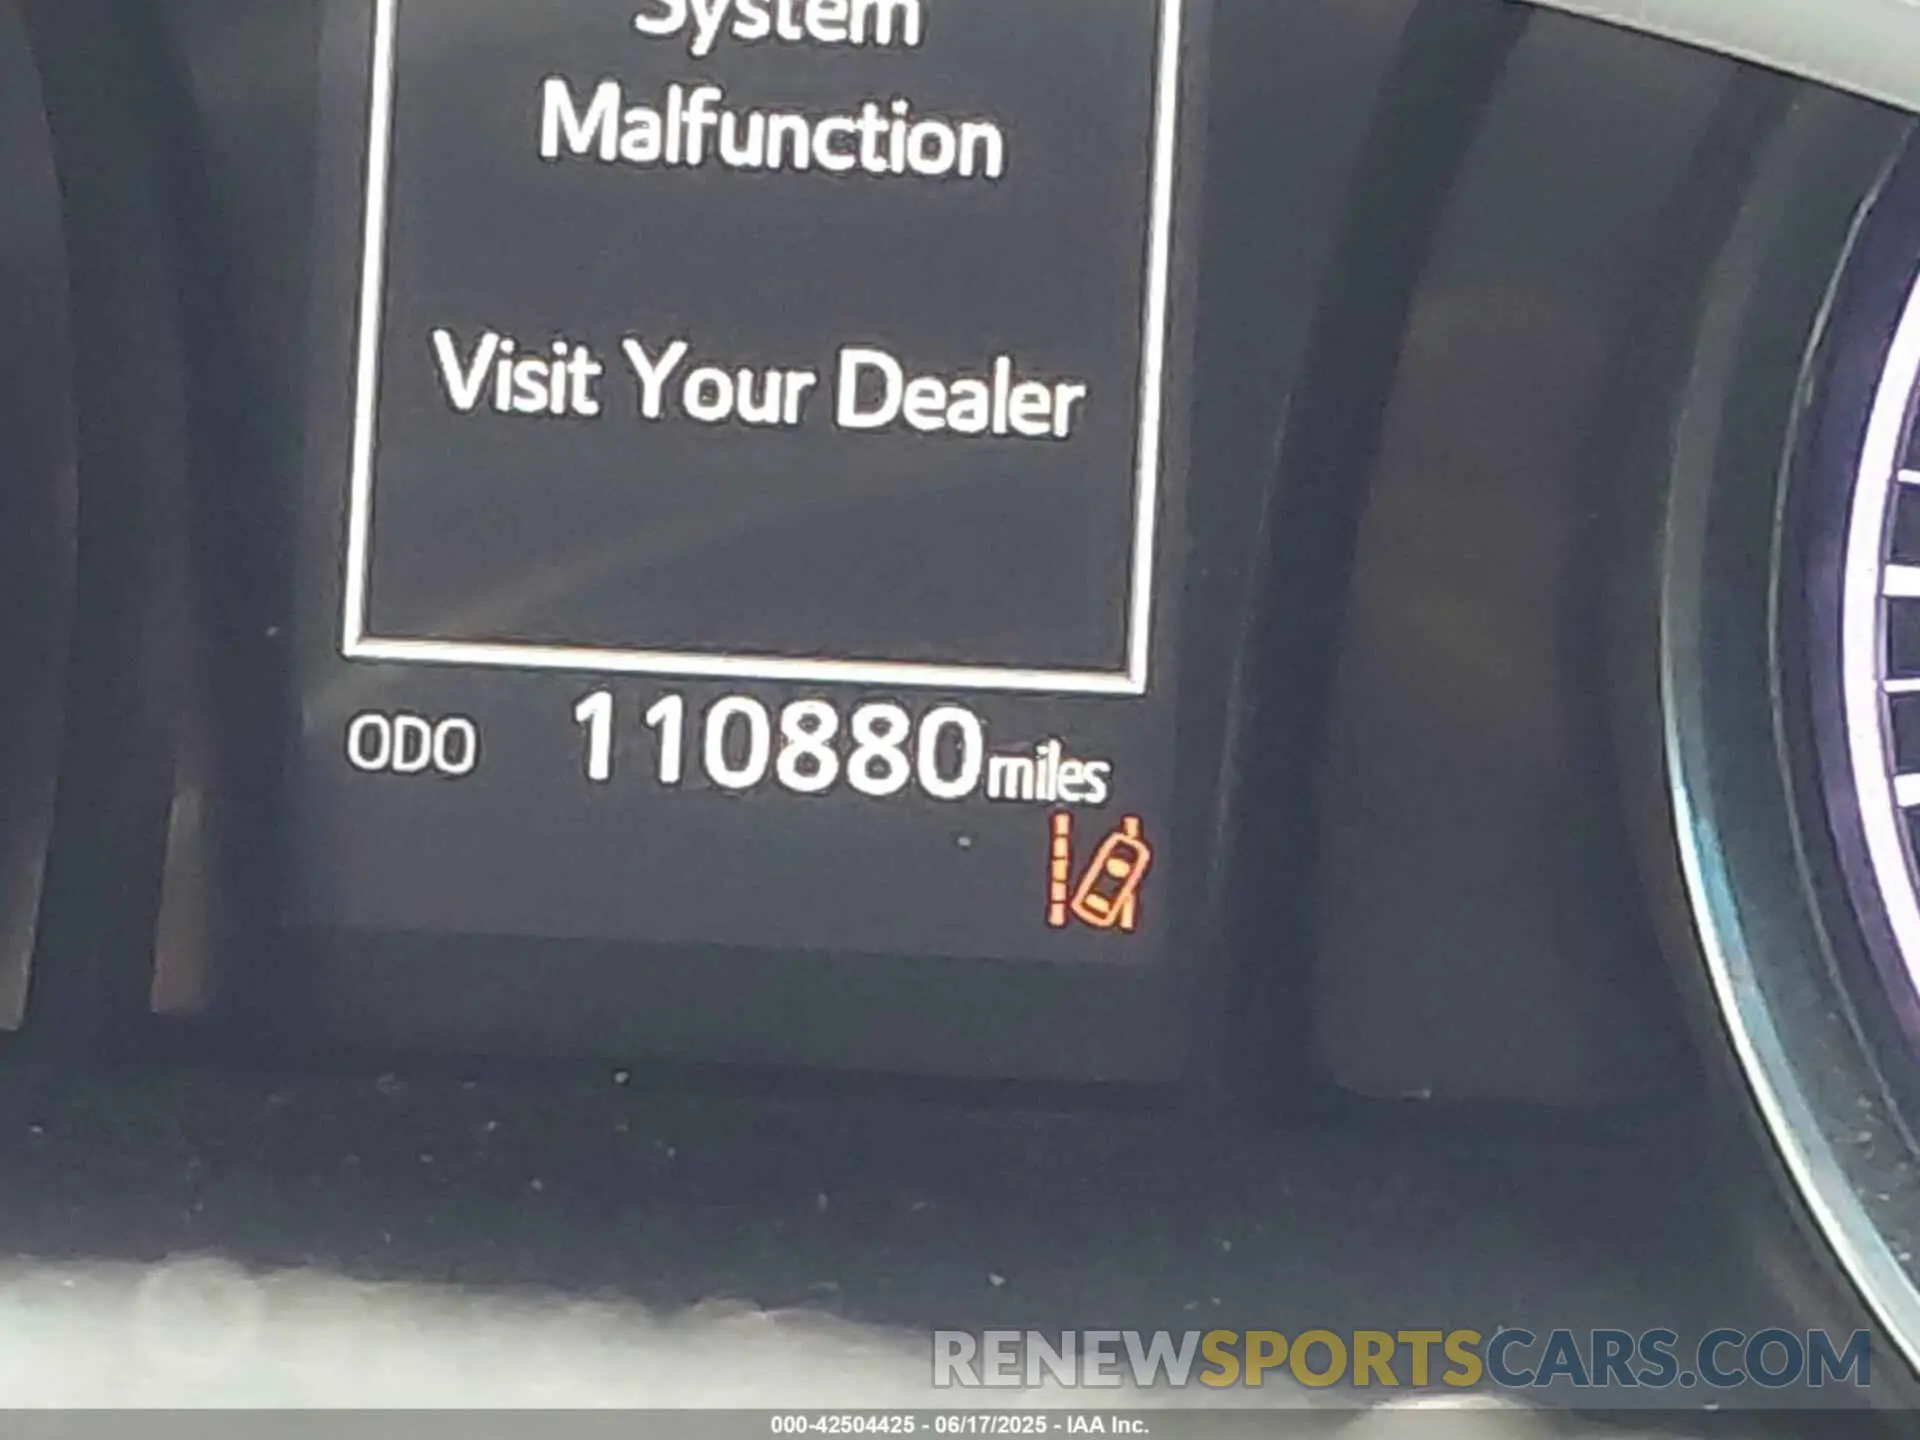 System
Malfunction
Visit Your Dealer
ODO 110880 miles
RENEWSPORTSCARS.COM
000-42504425 - 06/17/2025 - IAA Inc.